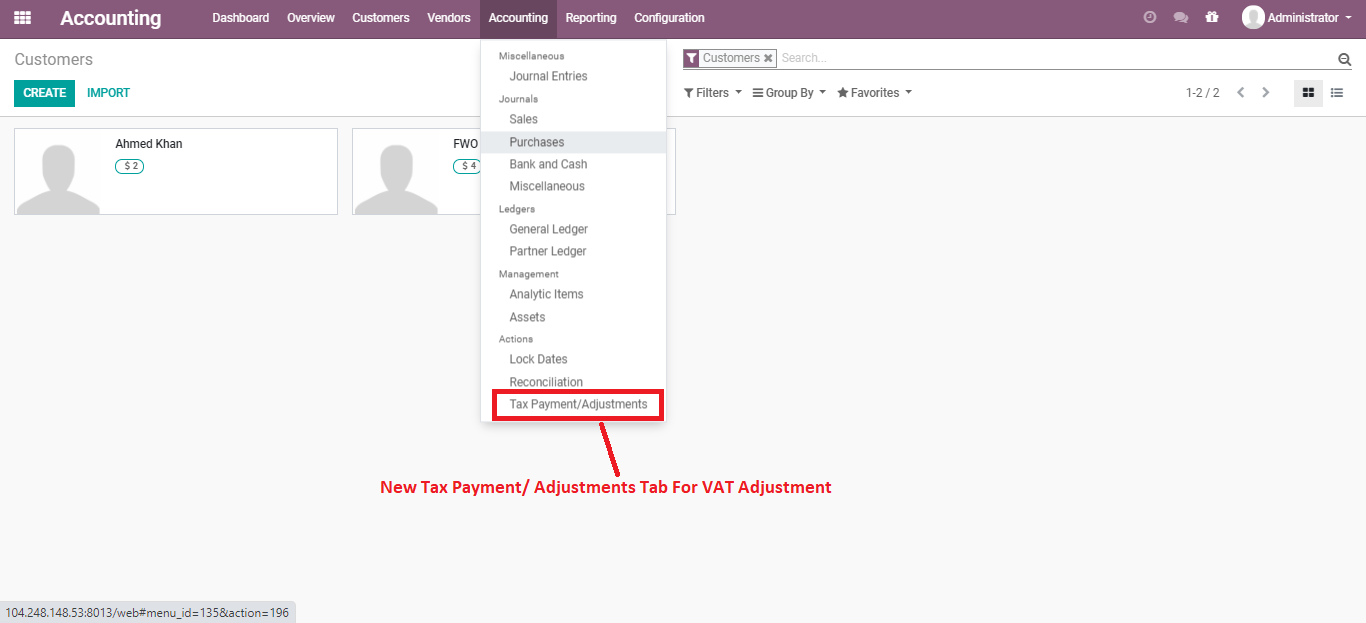 Accounting Dashboard Overview Customers Vendors Accounting Reporting Configuration Administrator
Customers
Customers Search...
CREATE IMPORT
Filters Group By Favorites 1-2 / 2
Ahmed Khan
$ 2
FWO
$ 4
Miscellaneous
Journal Entries
Journals
Sales
Purchases
Bank and Cash
Miscellaneous
Ledgers
General Ledger
Partner Ledger
Management
Analytic Items
Assets
Actions
Lock Dates
Reconciliation
Tax Payment/Adjustments
New Tax Payment/ Adjustments Tab For VAT Adjustment
104.248.148.53:8013/web#menu_id=135&action=196